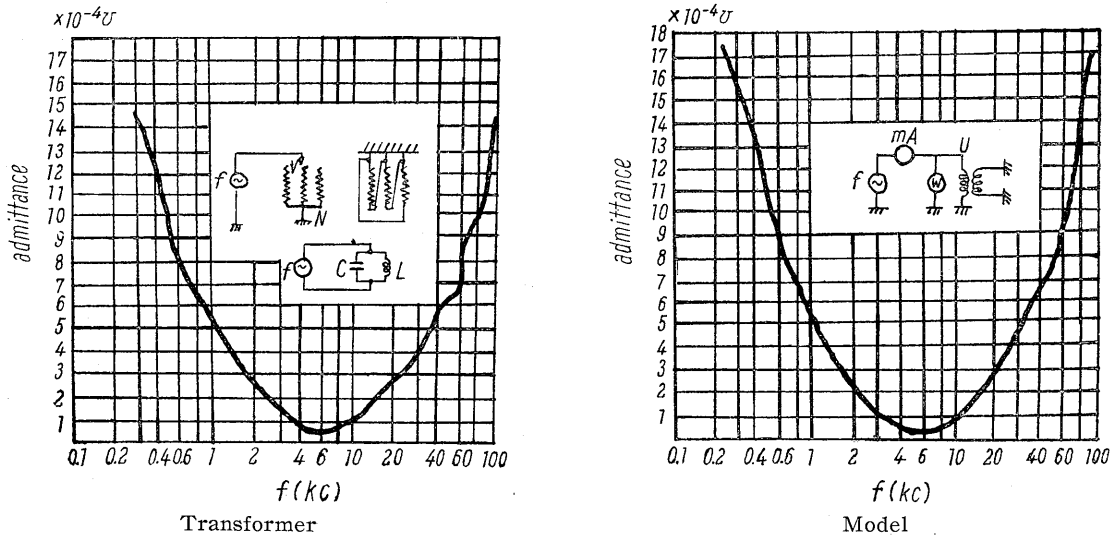 ×10⁻⁴℧
17
16
15
14
13
12
11
10
9
8
7
6
5
4
3
2
1
admittance
0.1 0.2 0.4 0.6 1 2 4 6 10 20 40 60 100
f(kc)
f
V
N
f
C
L
Transformer
×10⁻⁴℧
18
17
16
15
14
13
12
11
10
9
8
7
6
5
4
3
2
1
admittance
0.1 0.2 0.4 0.6 1 2 4 6 10 20 40 60 100
f(kc)
mA
U
f
W
Model